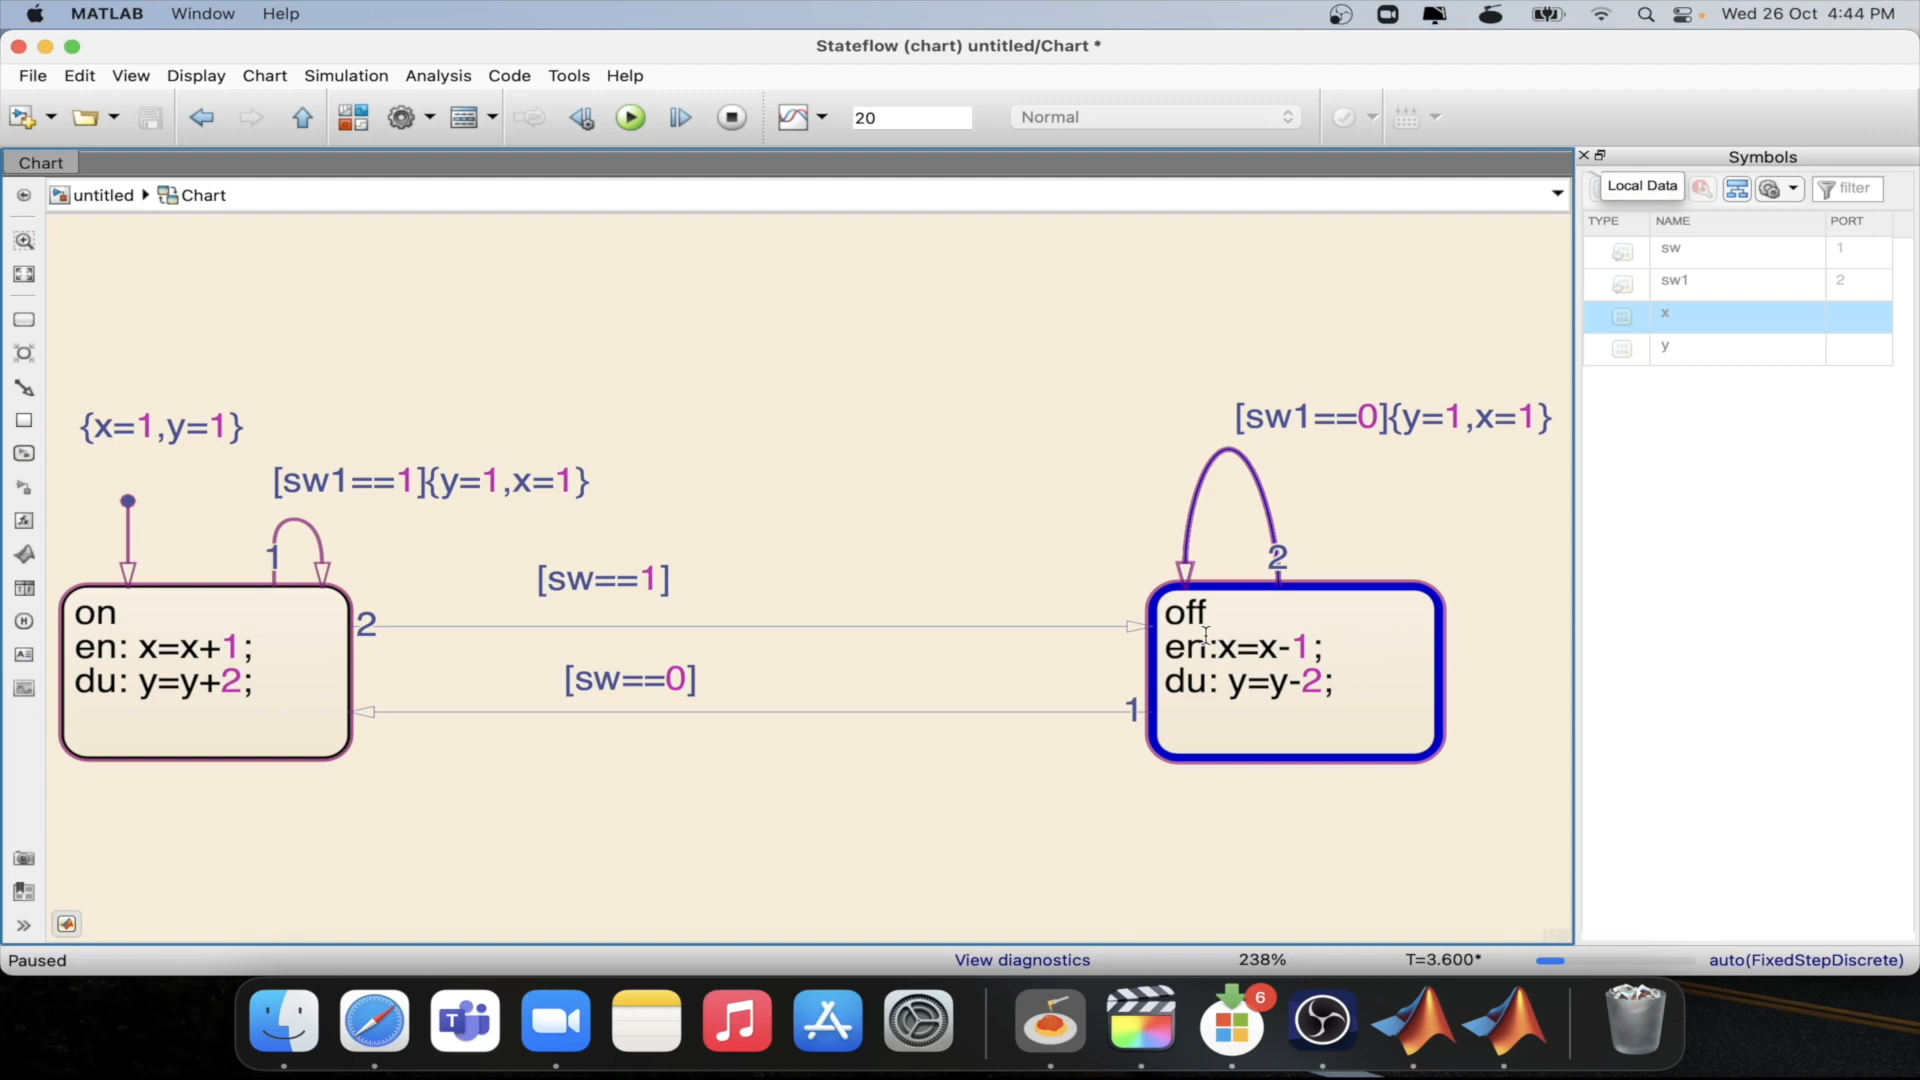 MATLAB Window Help
Wed 26 Oct 4:44 PM
Stateflow (chart) untitled/Chart *
File Edit View Display Chart Simulation Analysis Code Tools Help
20
Normal
Chart
untitled Chart
Symbols
Local Data
filter
TYPE NAME PORT
sw 1
sw1 2
x
y
{x=1,y=1}
[sw1==1]{y=1,x=1}
[sw1==0]{y=1,x=1}
1
2
[sw==1]
2
[sw==0]
1
on
en: x=x+1;
du: y=y+2;
off
en:x=x-1;
du: y=y-2;
Paused
View diagnostics
238%
T=3.600*
auto(FixedStepDiscrete)
6